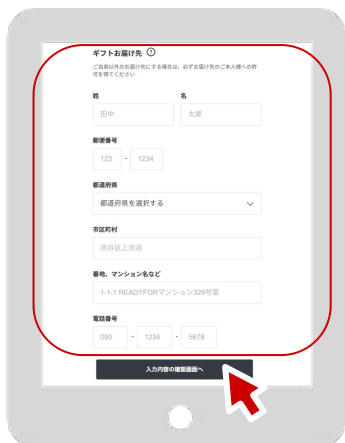 ギフトお届け先 ?
ご自身以外のお届け先にする場合は、必ずお届け先のご本人様への許
可を得てください
姓 名
田中 太郎
郵便番号
123 - 1234
都道府県
都道府県を選択する
市区町村
渋谷区上渋谷
番地、マンション名など
1-1-1 READYFORマンション329号室
電話番号
090 - 1234 - 5678
入力内容の確認画面へ